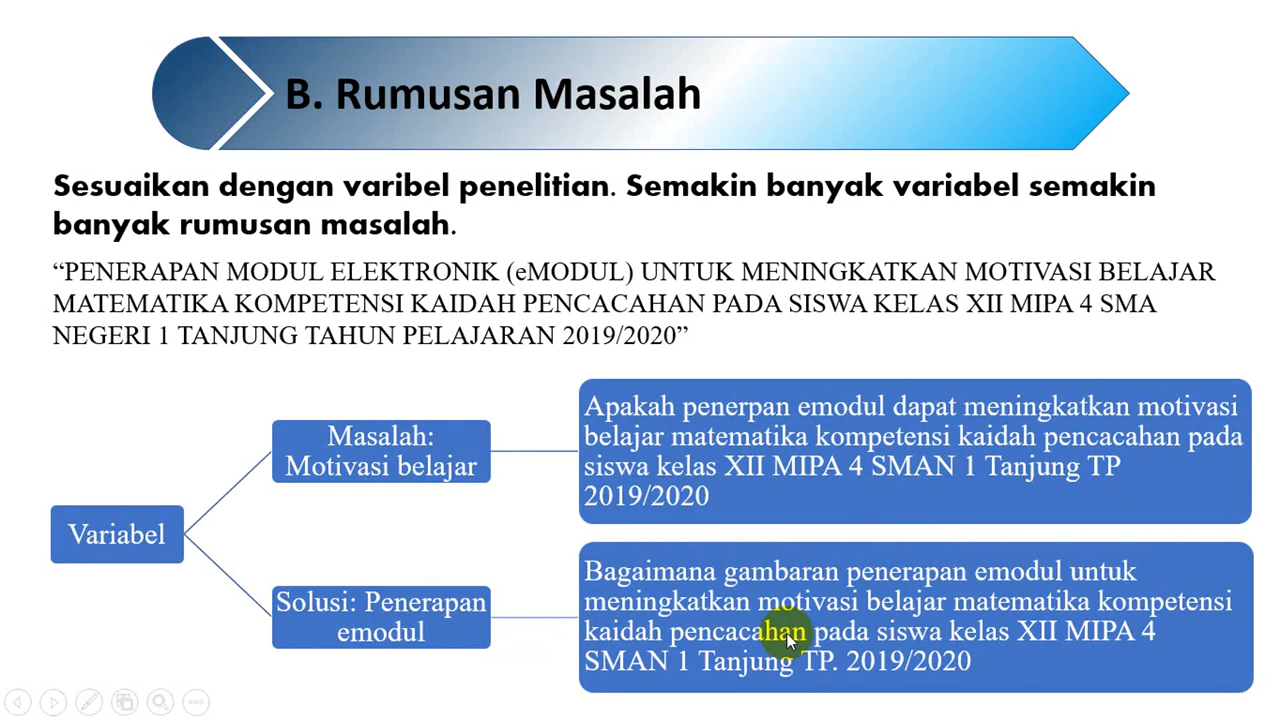 B. Rumusan Masalah
Sesuaikan dengan varibel penelitian. Semakin banyak variabel semakin
banyak rumusan masalah.
“PENERAPAN MODUL ELEKTRONIK (eMODUL) UNTUK MENINGKATKAN MOTIVASI BELAJAR
MATEMATIKA KOMPETENSI KAIDAH PENCACAHAN PADA SISWA KELAS XII MIPA 4 SMA
NEGERI 1 TANJUNG TAHUN PELAJARAN 2019/2020”
Variabel
Masalah:
Motivasi belajar
Apakah penerpan emodul dapat meningkatkan motivasi
belajar matematika kompetensi kaidah pencacahan pada
siswa kelas XII MIPA 4 SMAN 1 Tanjung TP
2019/2020
Solusi: Penerapan
emodul
Bagaimana gambaran penerapan emodul untuk
meningkatkan motivasi belajar matematika kompetensi
kaidah pencacahan pada siswa kelas XII MIPA 4
SMAN 1 Tanjung TP. 2019/2020